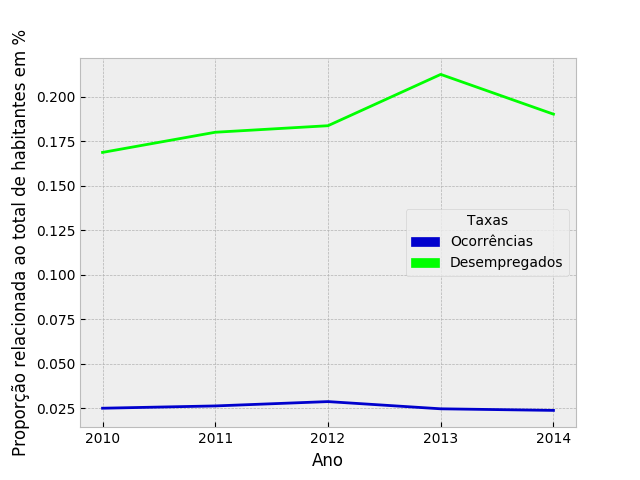 Proporção relacionada ao total de habitantes em %
0.200
0.175
0.150
0.125
0.100
0.075
0.050
0.025
Taxas
Ocorrências
Desempregados
2010 2011 2012 2013 2014
Ano